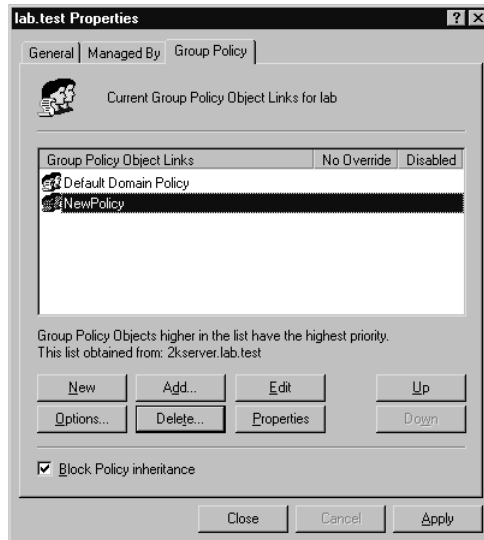 lab.test Properties
General
Managed By
Group Policy
Current Group Policy Object Links for lab
Group Policy Object Links
No Override
Disabled
Default Domain Policy
NewPolicy
Group Policy Objects higher in the list have the highest priority.
This list obtained from: 2kserver.lab.test
New
Add...
Edit
Up
Options...
Delete...
Properties
Down
Block Policy inheritance
Close
Cancel
Apply